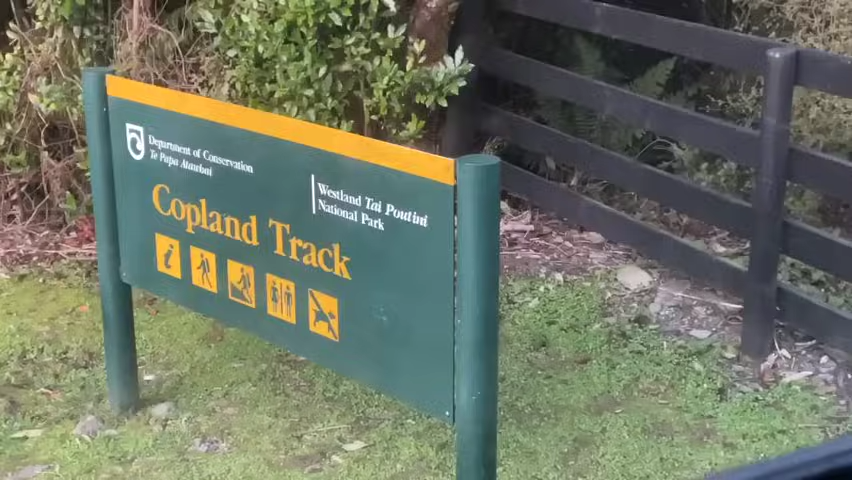 Department of Conservation
Te Papa Atawhai
Westland Tai Poutini
National Park
Copland Track
i